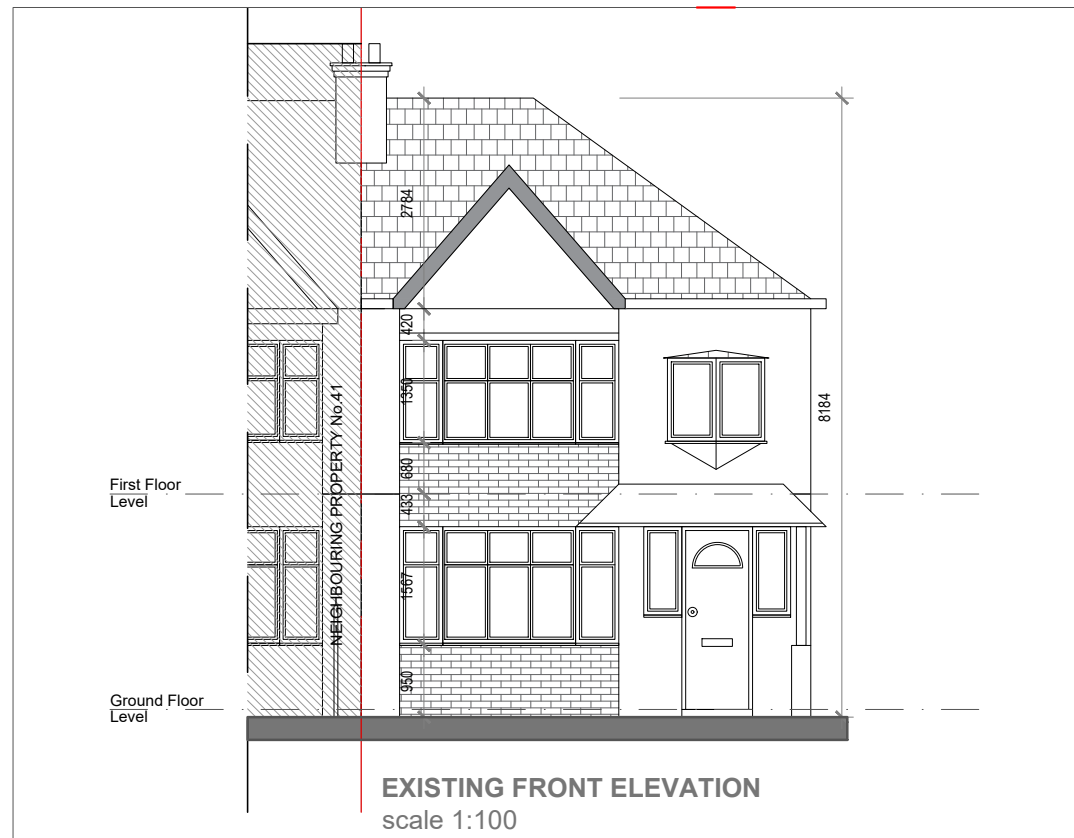 2784
420
1350
680
433
1567
950
8184
NEIGHBOURING PROPERTY No.41
First Floor
Level
Ground Floor
Level
EXISTING FRONT ELEVATION
scale 1:100